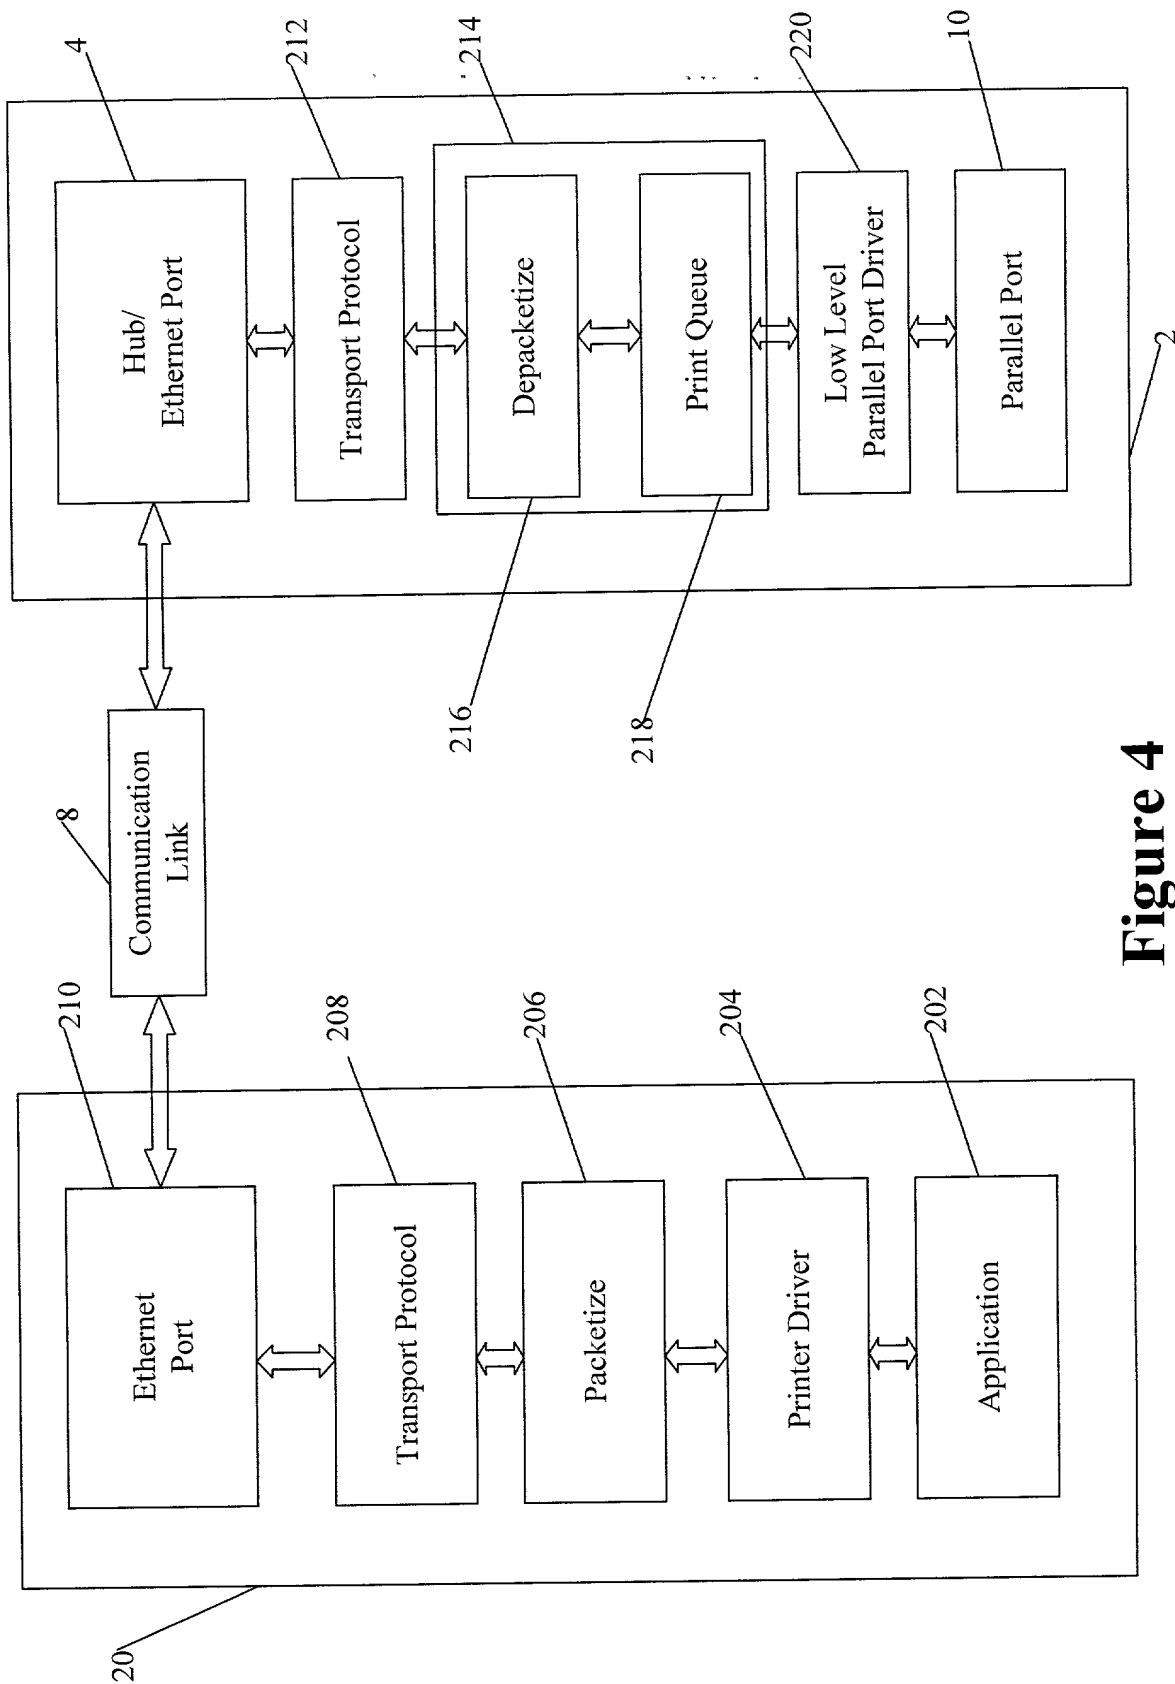 20
210
Ethernet
Port
208
Transport Protocol
206
Packetize
204
Printer Driver
202
Application
8
Communication
Link
4
Hub/
Ethernet Port
212
Transport Protocol
214
216
Depacketize
218
Print Queue
220
Low Level
Parallel Port Driver
10
Parallel Port
2
Figure 4